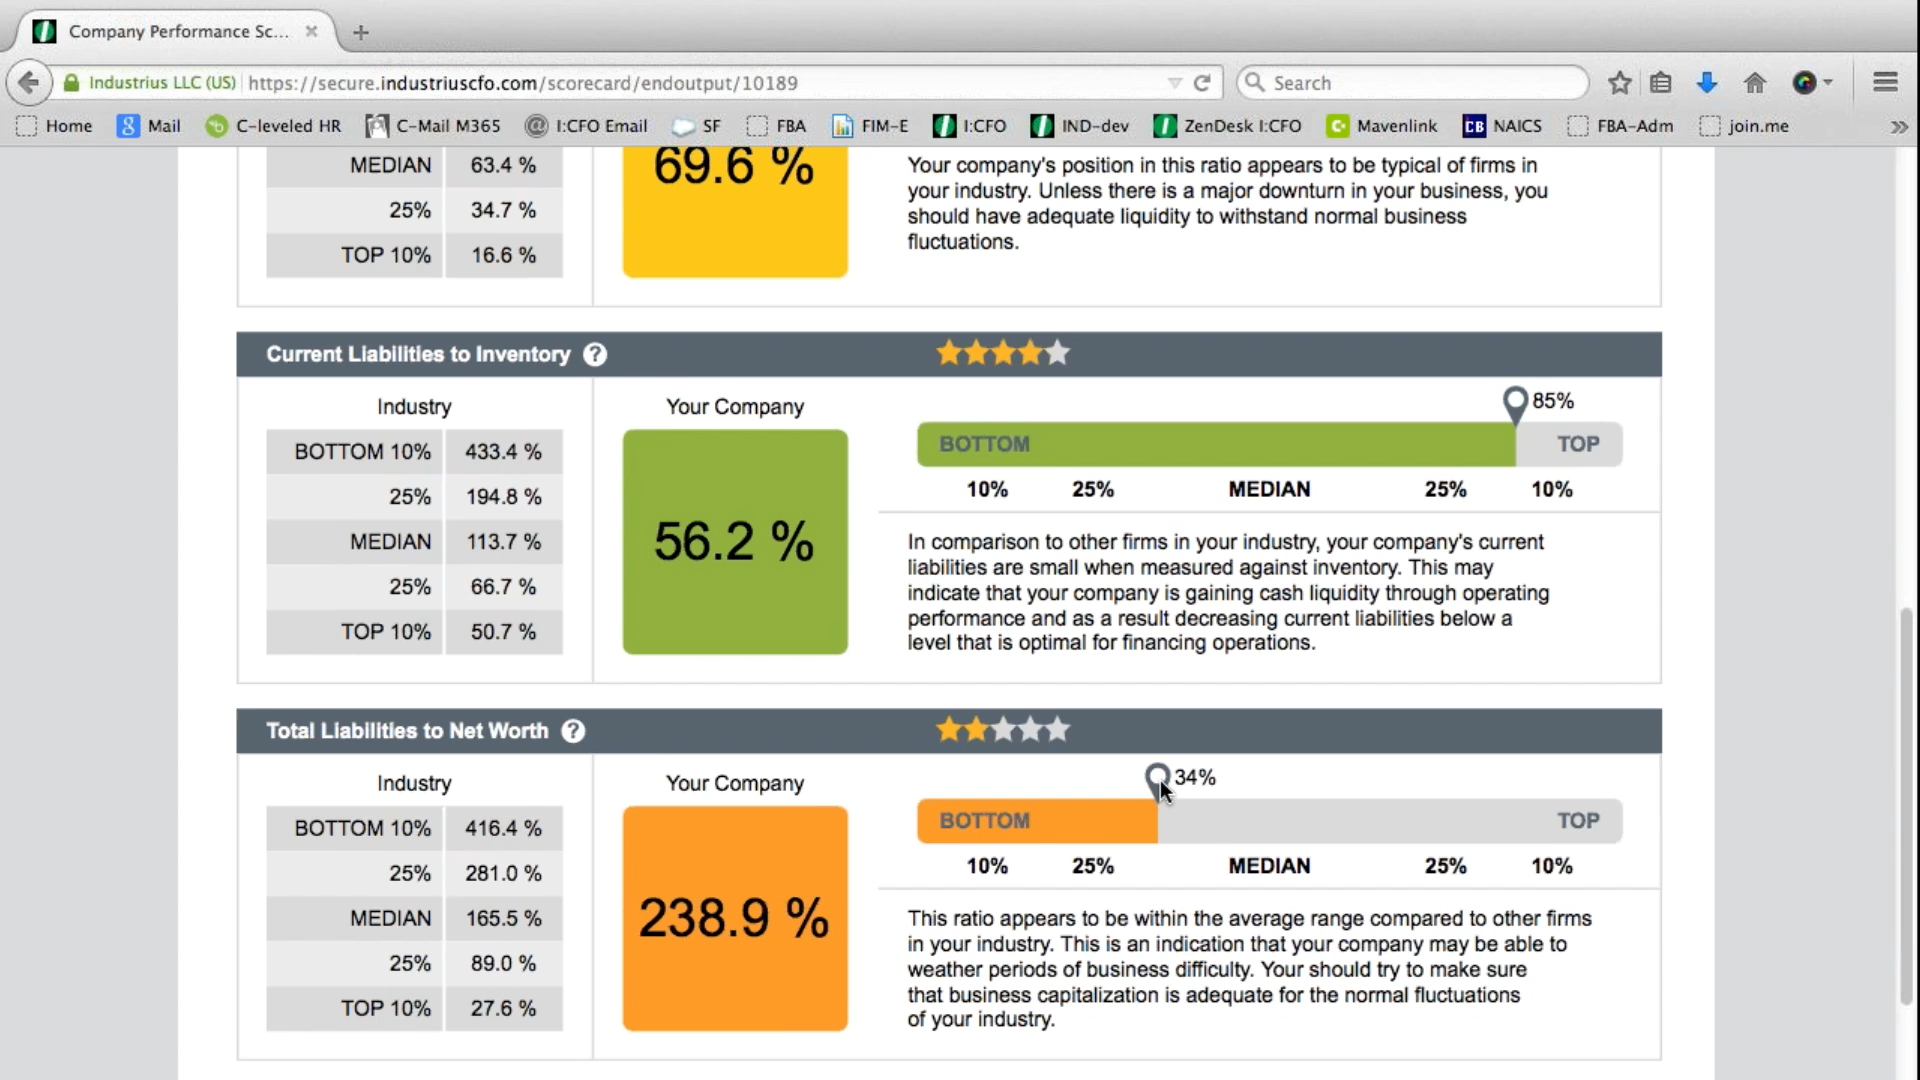 Company Performance Sc...
Industrius LLC (US) https://secure.industriuscfo.com/scorecard/endoutput/10189 Search
Home Mail C-leveled HR C-Mail M365 I:CFO Email SF FBA FIM-E I:CFO IND-dev ZenDesk I:CFO Mavenlink CB NAICS FBA-Adm join.me
MEDIAN 63.4 %
25% 34.7 %
TOP 10% 16.6 %
69.6 %
Your company's position in this ratio appears to be typical of firms in
your industry. Unless there is a major downturn in your business, you
should have adequate liquidity to withstand normal business
fluctuations.
Current Liabilities to Inventory ?
Industry
BOTTOM 10% 433.4 %
25% 194.8 %
MEDIAN 113.7 %
25% 66.7 %
TOP 10% 50.7 %
Your Company
56.2 %
85%
BOTTOM TOP
10% 25% MEDIAN 25% 10%
In comparison to other firms in your industry, your company's current
liabilities are small when measured against inventory. This may
indicate that your company is gaining cash liquidity through operating
performance and as a result decreasing current liabilities below a
level that is optimal for financing operations.
Total Liabilities to Net Worth ?
Industry
BOTTOM 10% 416.4 %
25% 281.0 %
MEDIAN 165.5 %
25% 89.0 %
TOP 10% 27.6 %
Your Company
238.9 %
34%
BOTTOM TOP
10% 25% MEDIAN 25% 10%
This ratio appears to be within the average range compared to other firms
in your industry. This is an indication that your company may be able to
weather periods of business difficulty. Your should try to make sure
that business capitalization is adequate for the normal fluctuations
of your industry.